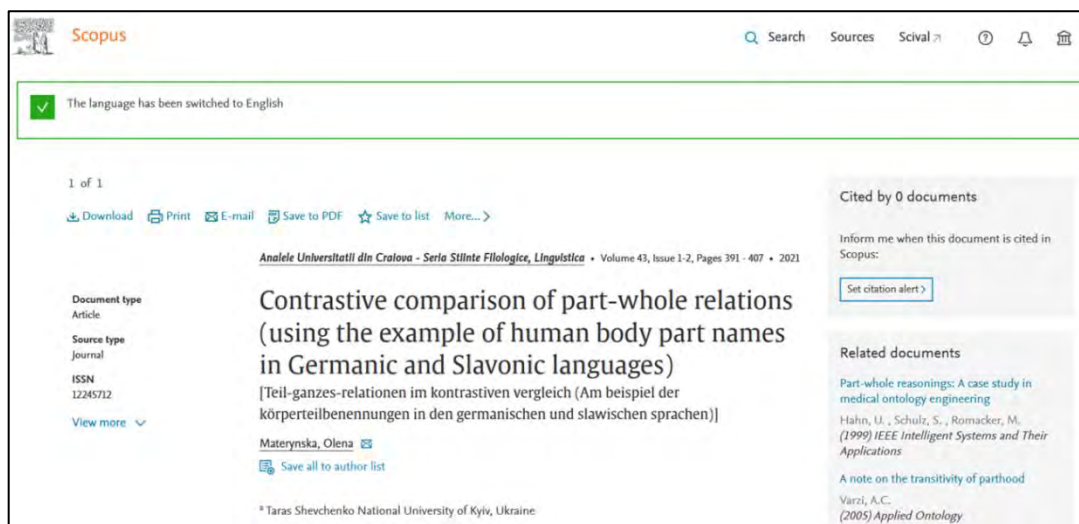 Scopus
Search Sources Scival
The language has been switched to English
1 of 1
Download Print E-mail Save to PDF Save to list More... >
Analele Universitatii din Craiova - Seria Stiinte Filologice, Lingvistica • Volume 43, Issue 1-2, Pages 391 - 407 • 2021
Document type
Article
Source type
Journal
ISSN
12245712
View more
Contrastive comparison of part-whole relations
(using the example of human body part names
in Germanic and Slavonic languages)
[Teil-ganzes-relationen im kontrastiven vergleich (Am beispiel der
körperteilbenennungen in den germanischen und slawischen sprachen)]
Materynska, Olena
Save all to author list
ª Taras Shevchenko National University of Kyiv, Ukraine
Cited by 0 documents
Inform me when this document is cited in
Scopus:
Set citation alert >
Related documents
Part-whole reasonings: A case study in
medical ontology engineering
Hahn, U. , Schulz, S. , Romacker, M.
(1999) IEEE Intelligent Systems and Their
Applications
A note on the transitivity of parthood
Varzi, A.C.
(2005) Applied Ontology